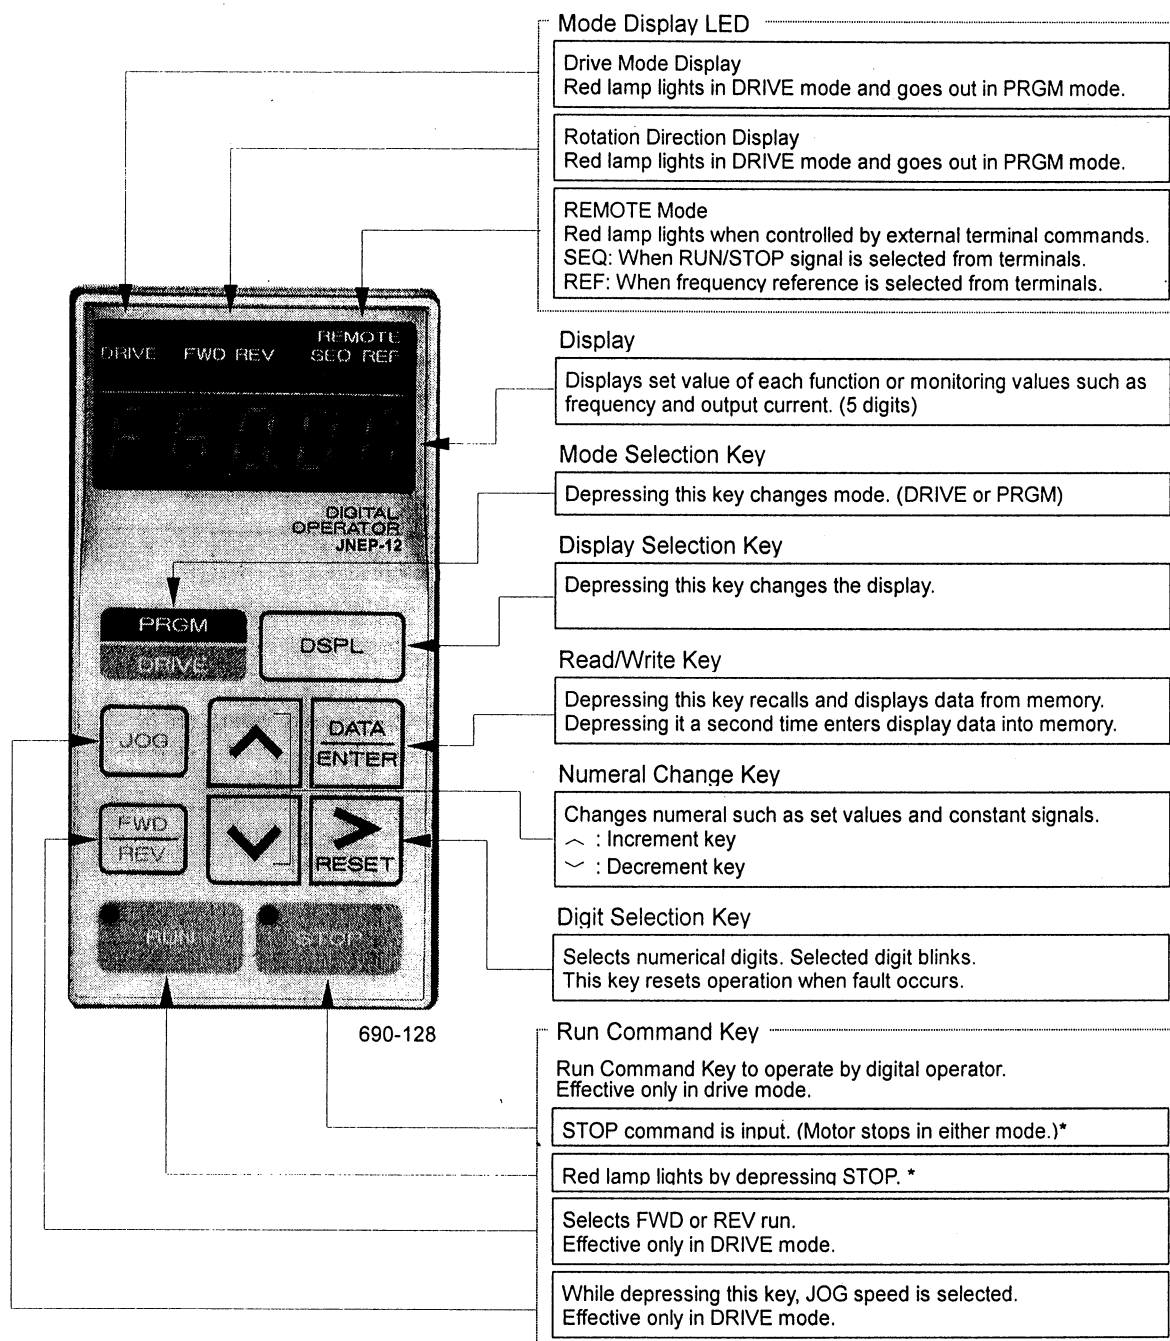 Mode Display LED
Drive Mode Display
Red lamp lights in DRIVE mode and goes out in PRGM mode.
Rotation Direction Display
Red lamp lights in DRIVE mode and goes out in PRGM mode.
REMOTE Mode
Red lamp lights when controlled by external terminal commands.
SEQ: When RUN/STOP signal is selected from terminals.
REF: When frequency reference is selected from terminals.
REMOTE
DRIVE FWD REV SEQ REF
DIGITAL
OPERATOR
JNEP-12
PRGM
DRIVE
DSPL
JOG
DATA
ENTER
FWD
REV
RESET
RUN
STOP
690-128
Display
Displays set value of each function or monitoring values such as
frequency and output current. (5 digits)
Mode Selection Key
Depressing this key changes mode. (DRIVE or PRGM)
Display Selection Key
Depressing this key changes the display.
Read/Write Key
Depressing this key recalls and displays data from memory.
Depressing it a second time enters display data into memory.
Numeral Change Key
Changes numeral such as set values and constant signals.
︿ : Increment key
﹀ : Decrement key
Digit Selection Key
Selects numerical digits. Selected digit blinks.
This key resets operation when fault occurs.
Run Command Key
Run Command Key to operate by digital operator.
Effective only in drive mode.
STOP command is input. (Motor stops in either mode.)*
Red lamp lights by depressing STOP. *
Selects FWD or REV run.
Effective only in DRIVE mode.
While depressing this key, JOG speed is selected.
Effective only in DRIVE mode.